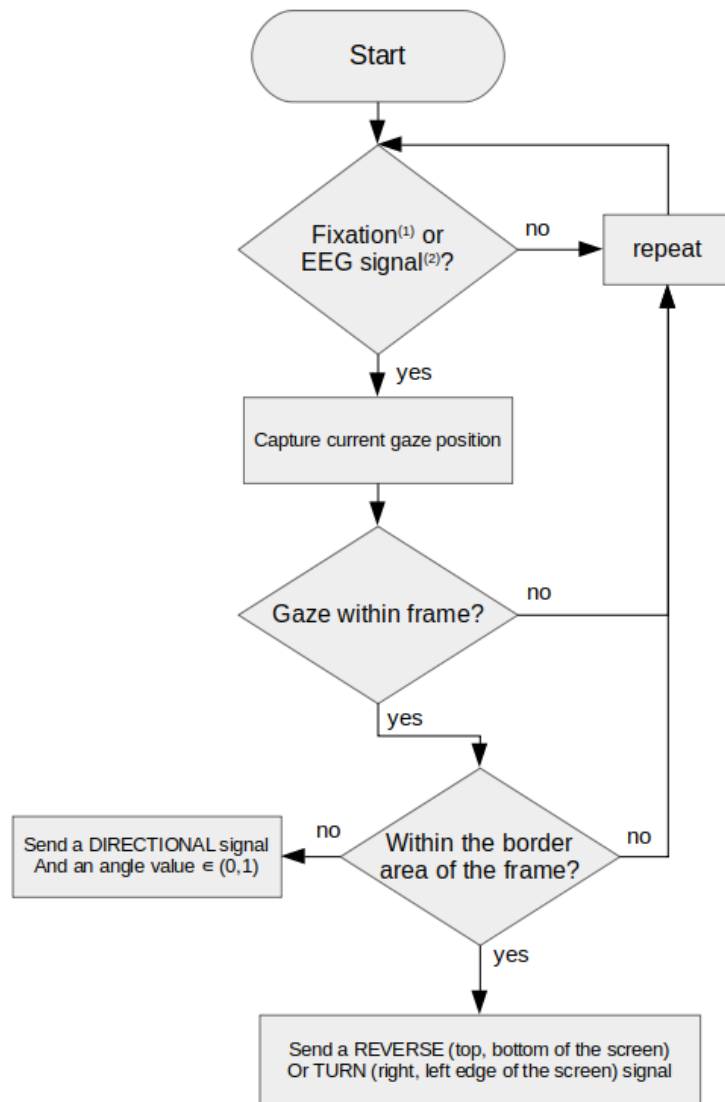 Start
Fixation⁽¹⁾ or
EEG signal⁽²⁾?
no
repeat
yes
Capture current gaze position
Gaze within frame?
no
yes
Within the border
area of the frame?
no
no
Send a DIRECTIONAL signal
And an angle value ∈ (0,1)
yes
Send a REVERSE (top, bottom of the screen)
Or TURN (right, left edge of the screen) signal